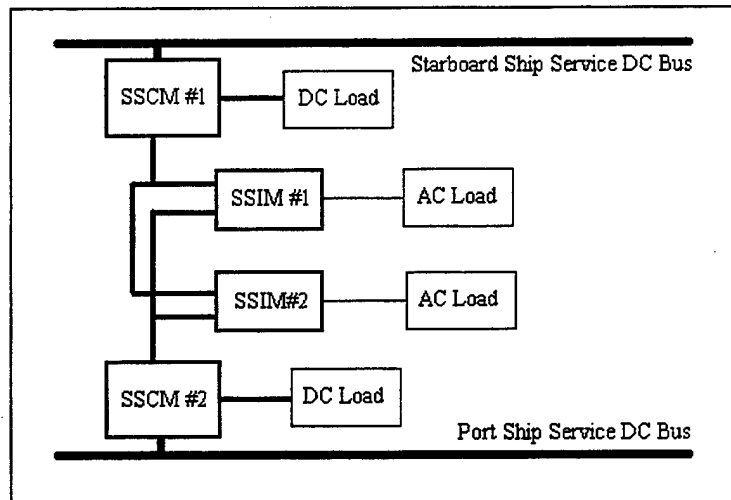 Starboard Ship Service DC Bus
SSCM #1
DC Load
SSIM #1
AC Load
SSIM#2
AC Load
SSCM #2
DC Load
Port Ship Service DC Bus